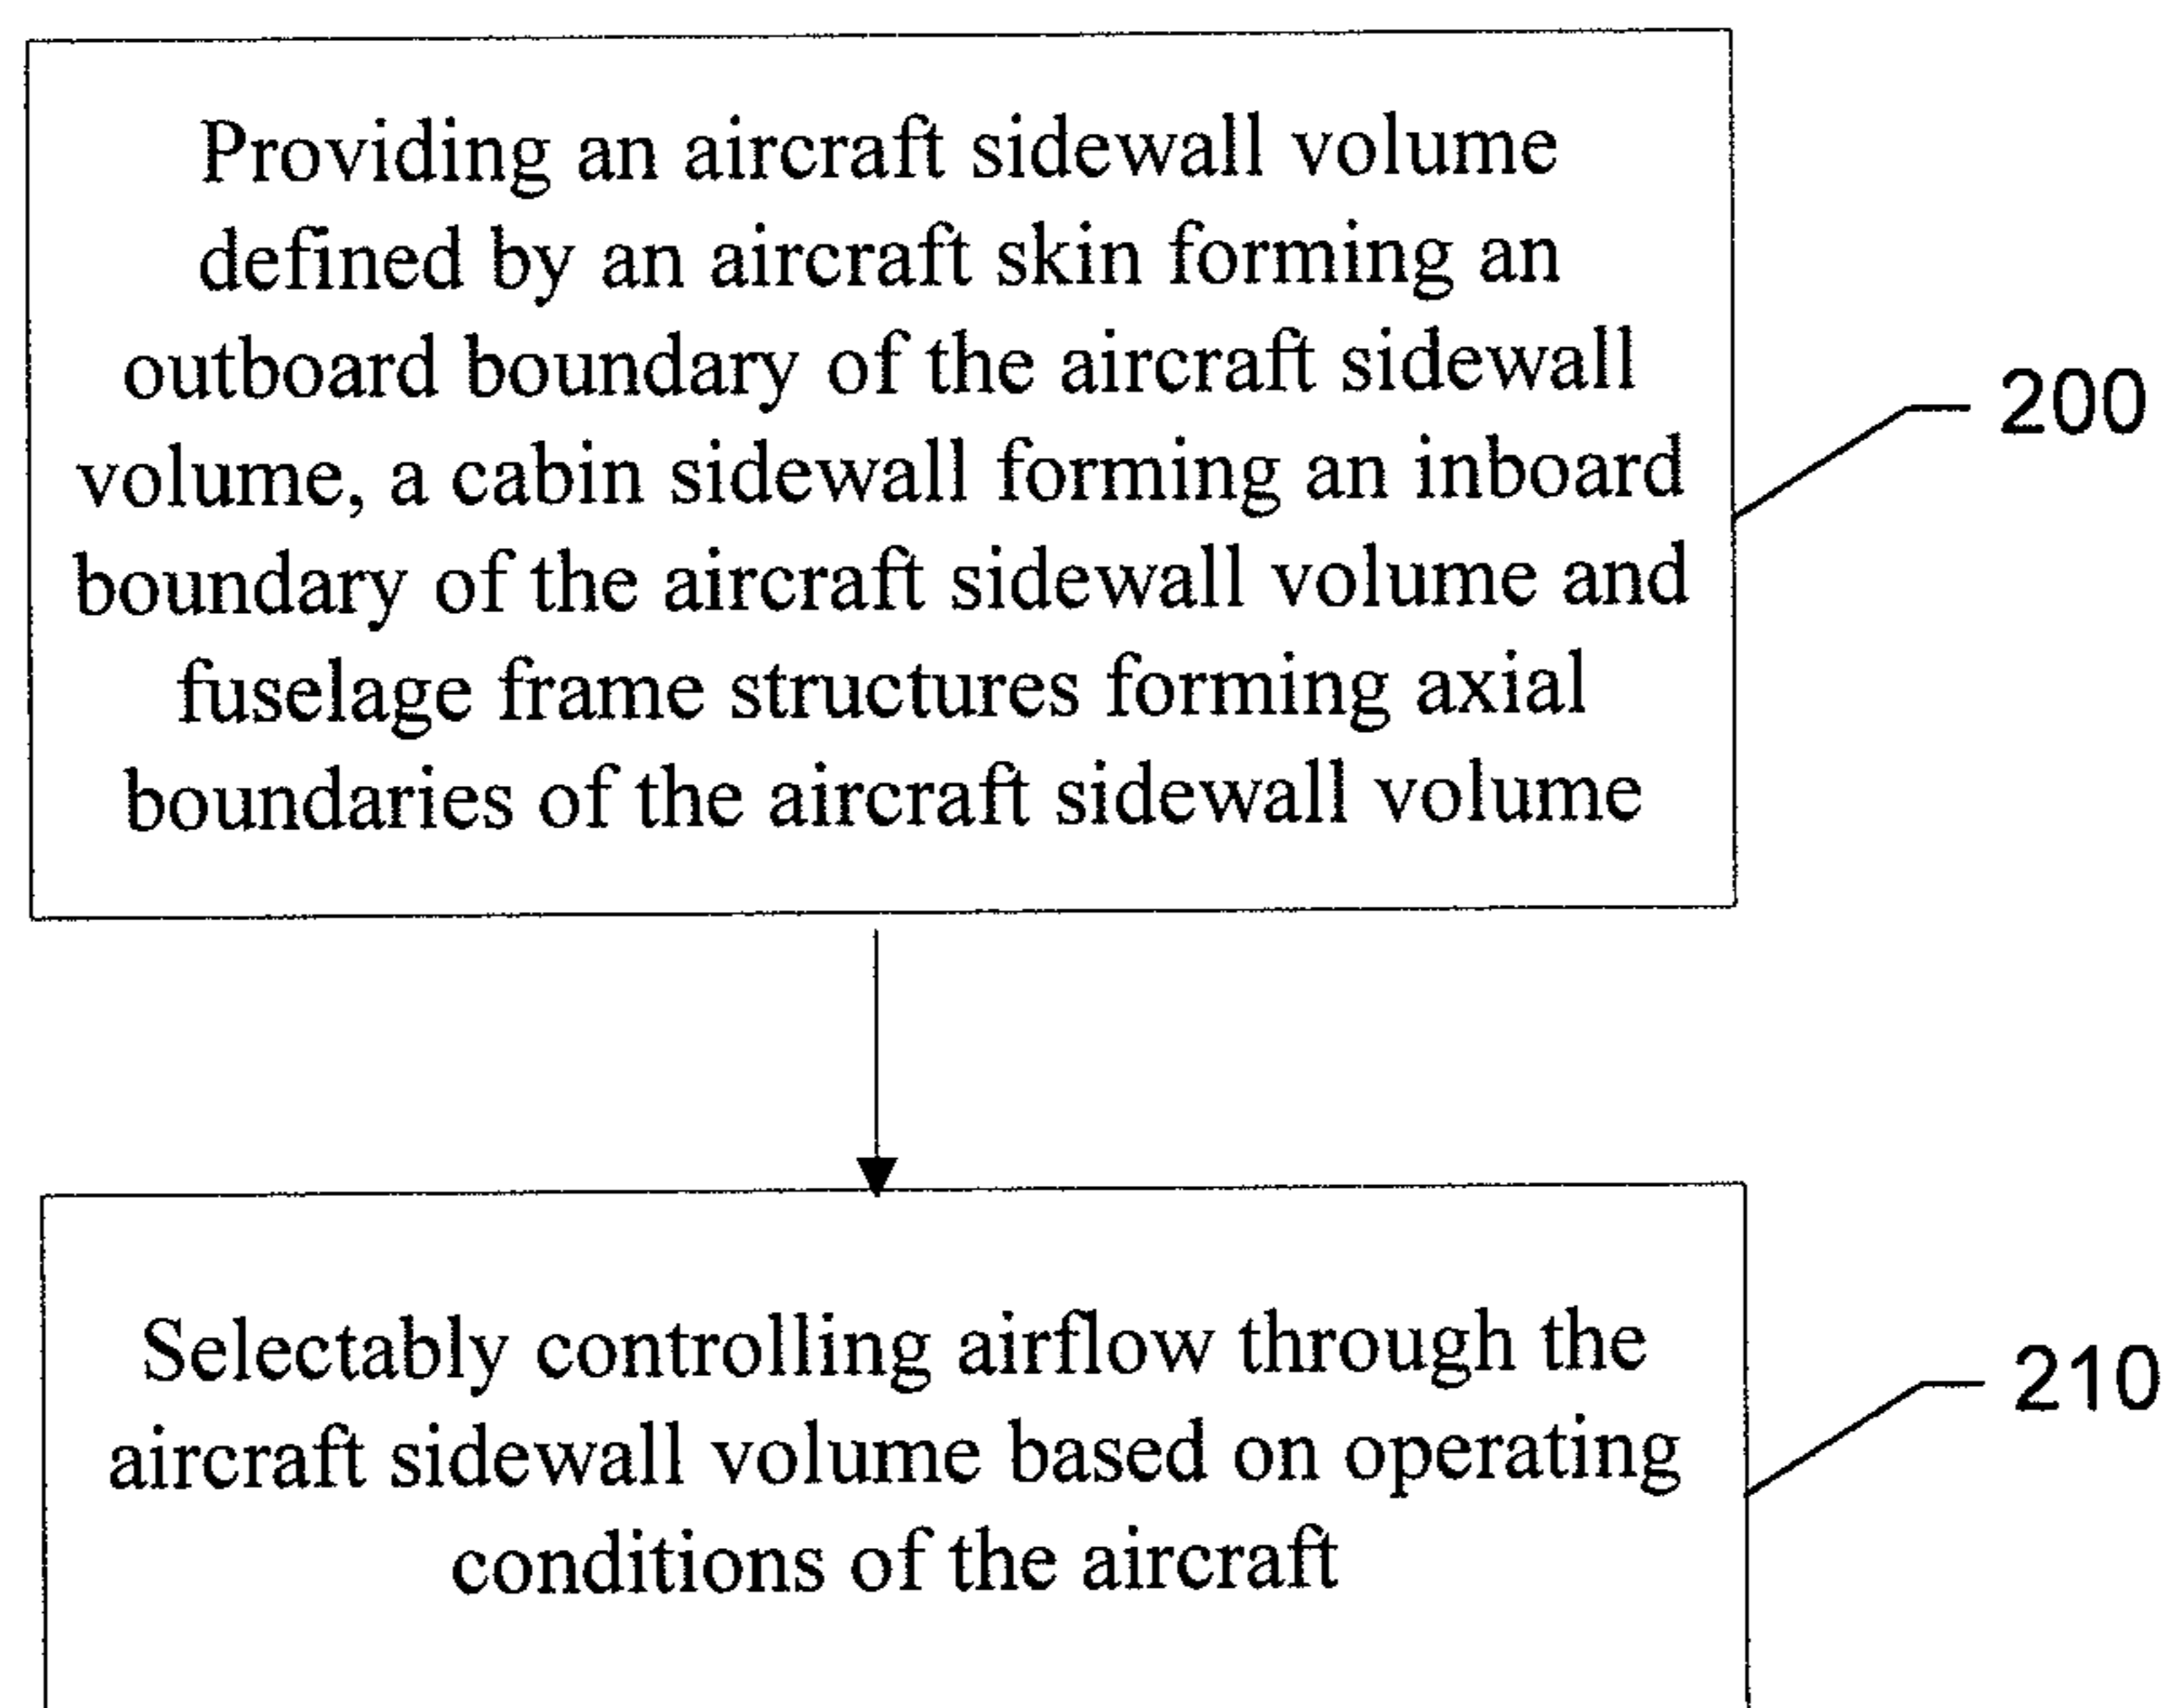 Providing an aircraft sidewall volume
defined by an aircraft skin forming an
outboard boundary of the aircraft sidewall
volume, a cabin sidewall forming an inboard
boundary of the aircraft sidewall volume and
fuselage frame structures forming axial
boundaries of the aircraft sidewall volume
200
Selectably controlling airflow through the
aircraft sidewall volume based on operating
conditions of the aircraft
210